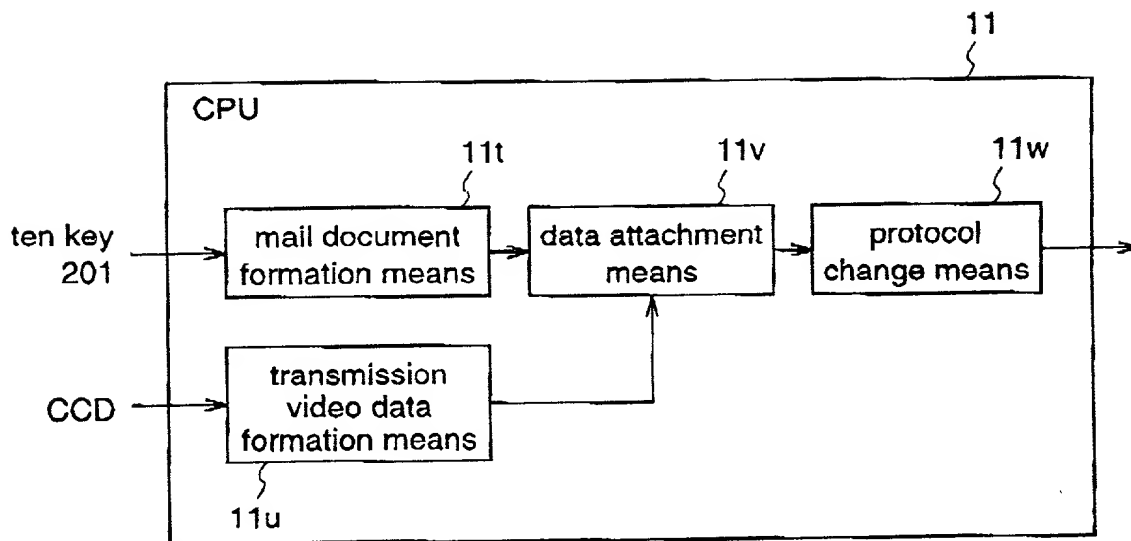 11
CPU
11t
11v
11w
ten key
201
mail document
formation means
data attachment
means
protocol
change means
CCD
transmission
video data
formation means
11u